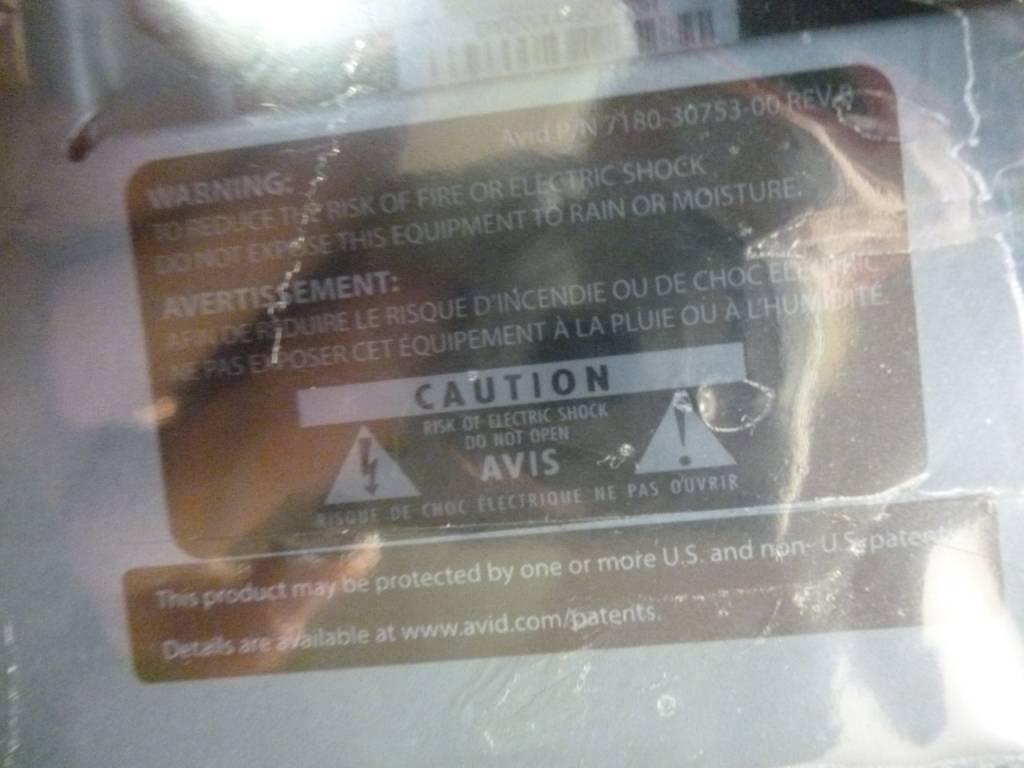 Avid P/N 7180-30753-00 REV B
WARNING:
TO REDUCE THE RISK OF FIRE OR ELECTRIC SHOCK
DO NOT EXPOSE THIS EQUIPMENT TO RAIN OR MOISTURE.
AVERTISSEMENT:
AFIN DE RÉDUIRE LE RISQUE D'INCENDIE OU DE CHOC ÉLECTRIC
NE PAS EXPOSER CET ÉQUIPEMENT À LA PLUIE OU À L'HUMIDITÉ.
CAUTION
RISK OF ELECTRIC SHOCK
DO NOT OPEN
AVIS
RISQUE DE CHOC ÉLECTRIQUE NE PAS OUVRIR
This product may be protected by one or more U.S. and non- U.S. patents.
Details are available at www.avid.com/patents.